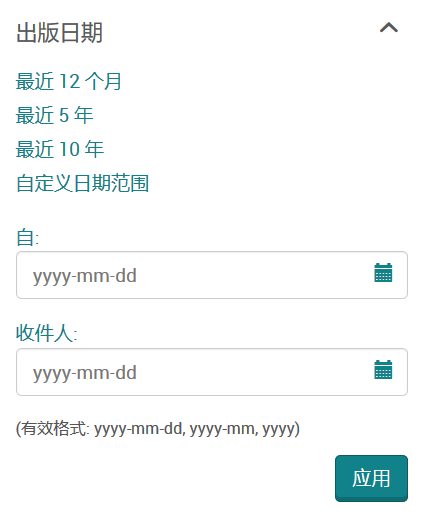 出版日期
最近 12 个月
最近 5 年
最近 10 年
自定义日期范围
自:
yyyy-mm-dd
收件人:
yyyy-mm-dd
(有效格式: yyyy-mm-dd, yyyy-mm, yyyy)
应用